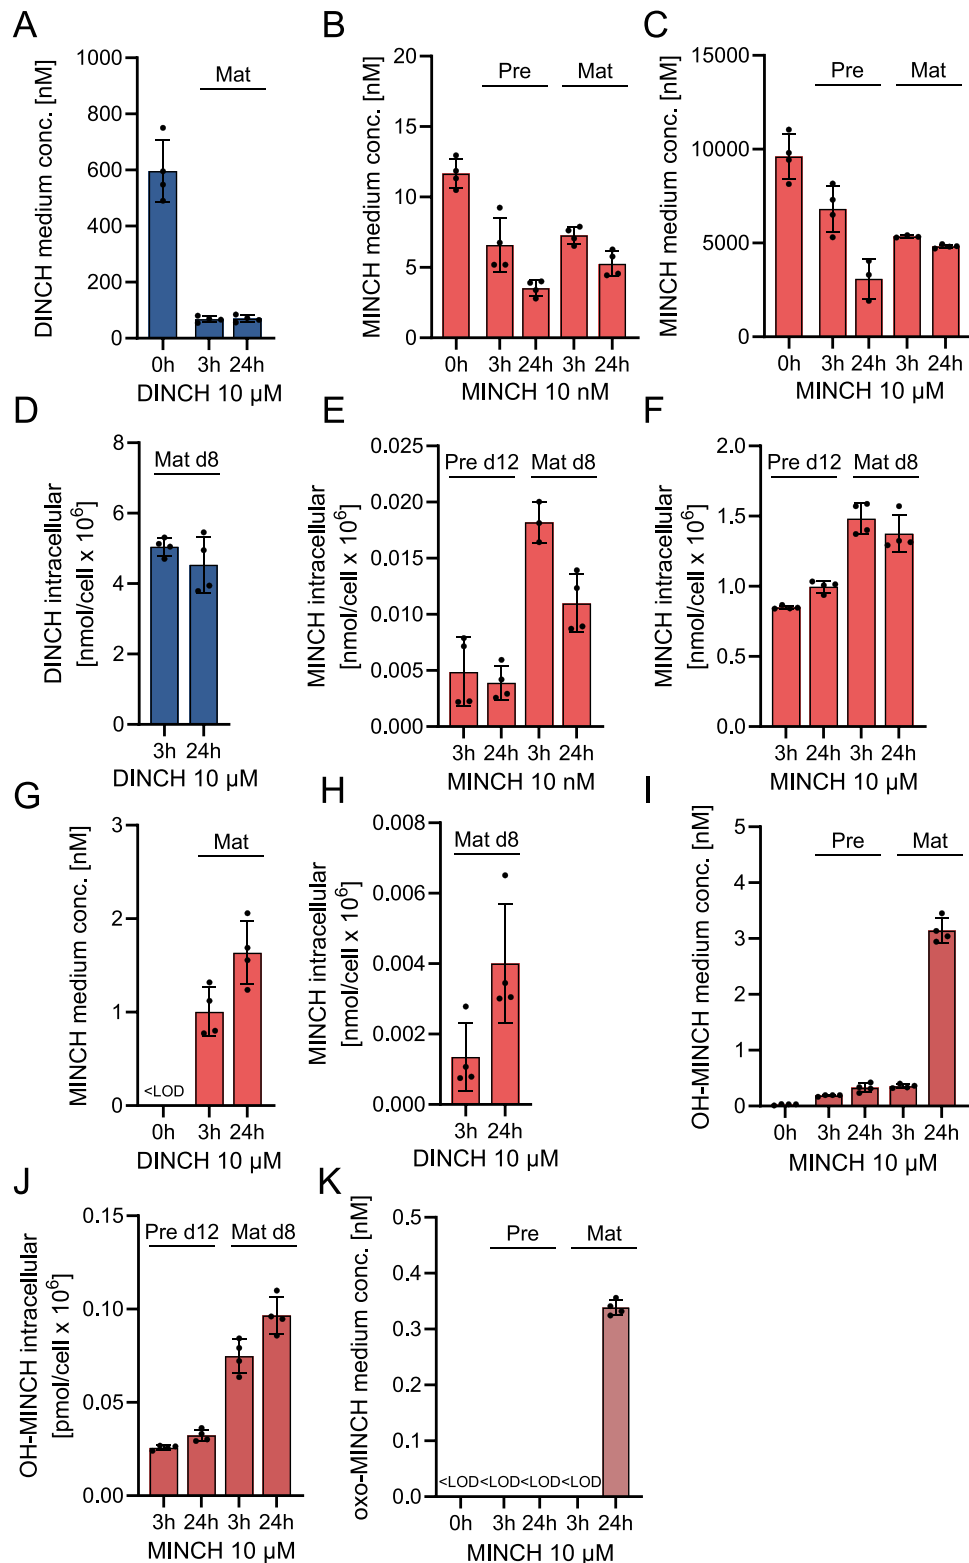 A
DINCH medium conc. [nM]
1000
800
600
400
200
0
Mat
0h 3h 24h
DINCH 10 µM
B
MINCH medium conc. [nM]
20
15
10
5
0
Pre Mat
0h 3h 24h 3h 24h
MINCH 10 nM
C
MINCH medium conc. [nM]
15000
10000
5000
0
Pre Mat
0h 3h 24h 3h 24h
MINCH 10 µM
D
DINCH intracellular
[nmol/cell x 10⁶]
8
6
4
2
0
Mat d8
3h 24h
DINCH 10 µM
E
MINCH intracellular
[nmol/cell x 10⁶]
0.025
0.020
0.015
0.010
0.005
0.000
Pre d12 Mat d8
3h 24h 3h 24h
MINCH 10 nM
F
MINCH intracellular
[nmol/cell x 10⁶]
2.0
1.5
1.0
0.5
0.0
Pre d12 Mat d8
3h 24h 3h 24h
MINCH 10 µM
G
MINCH medium conc. [nM]
3
2
1
0
Mat
<LOD
0h 3h 24h
DINCH 10 µM
H
MINCH intracellular
[nmol/cell x 10⁶]
0.008
0.006
0.004
0.002
0.000
Mat d8
3h 24h
DINCH 10 µM
I
OH-MINCH medium conc. [nM]
5
4
3
2
1
0
Pre Mat
0h 3h 24h 3h 24h
MINCH 10 µM
J
OH-MINCH intracellular
[pmol/cell x 10⁶]
0.15
0.10
0.05
0.00
Pre d12 Mat d8
3h 24h 3h 24h
MINCH 10 µM
K
oxo-MINCH medium conc. [nM]
0.5
0.4
0.3
0.2
0.1
0.0
Pre Mat
<LOD <LOD <LOD <LOD
0h 3h 24h 3h 24h
MINCH 10 µM